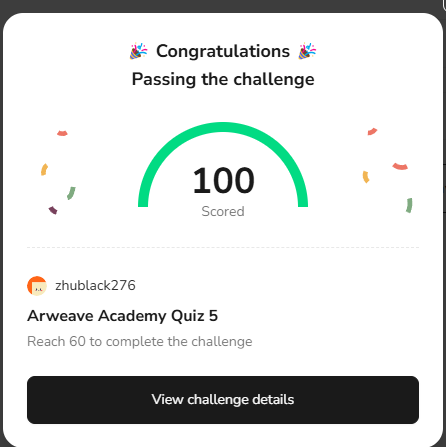 🎉 Congratulations 🎉
Passing the challenge
100
Scored
zhublack276
Arweave Academy Quiz 5
Reach 60 to complete the challenge
View challenge details